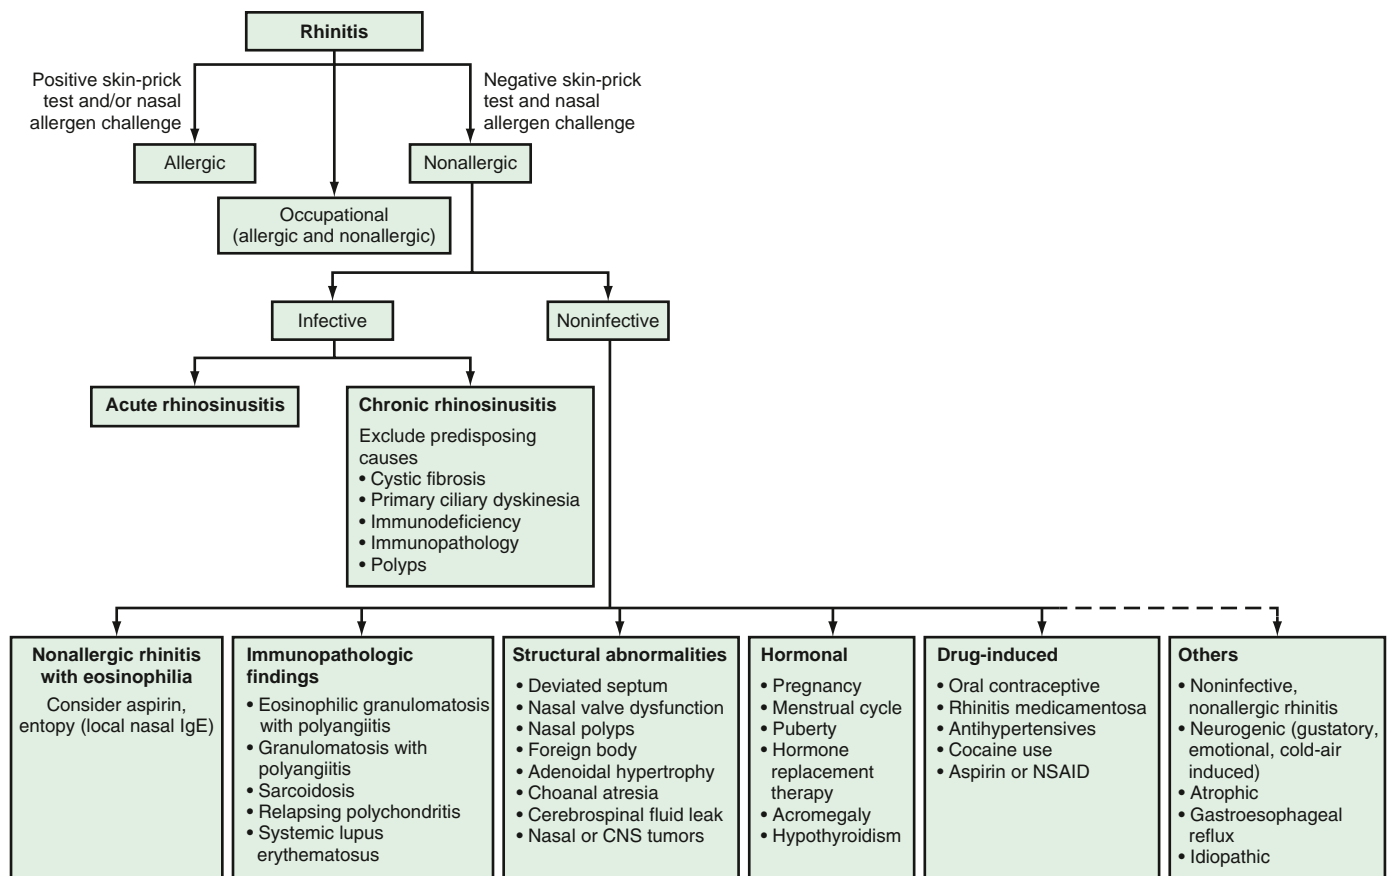 Rhinitis
Positive skin-prick
test and/or nasal
allergen challenge
Negative skin-prick
test and nasal
allergen challenge
Allergic
Nonallergic
Occupational
(allergic and nonallergic)
Infective
Noninfective
Acute rhinosinusitis
Chronic rhinosinusitis
Exclude predisposing
causes
• Cystic fibrosis
• Primary ciliary dyskinesia
• Immunodeficiency
• Immunopathology
• Polyps
Nonallergic rhinitis
with eosinophilia
Consider aspirin,
entopy (local nasal IgE)
Immunopathologic
findings
• Eosinophilic granulomatosis
with polyangiitis
• Granulomatosis with
polyangiitis
• Sarcoidosis
• Relapsing polychondritis
• Systemic lupus
erythematosus
Structural abnormalities
• Deviated septum
• Nasal valve dysfunction
• Nasal polyps
• Foreign body
• Adenoidal hypertrophy
• Choanal atresia
• Cerebrospinal fluid leak
• Nasal or CNS tumors
Hormonal
• Pregnancy
• Menstrual cycle
• Puberty
• Hormone
replacement
therapy
• Acromegaly
• Hypothyroidism
Drug-induced
• Oral contraceptive
• Rhinitis medicamentosa
• Antihypertensives
• Cocaine use
• Aspirin or NSAID
Others
• Noninfective,
nonallergic rhinitis
• Neurogenic (gustatory,
emotional, cold-air
induced)
• Atrophic
• Gastroesophageal
reflux
• Idiopathic